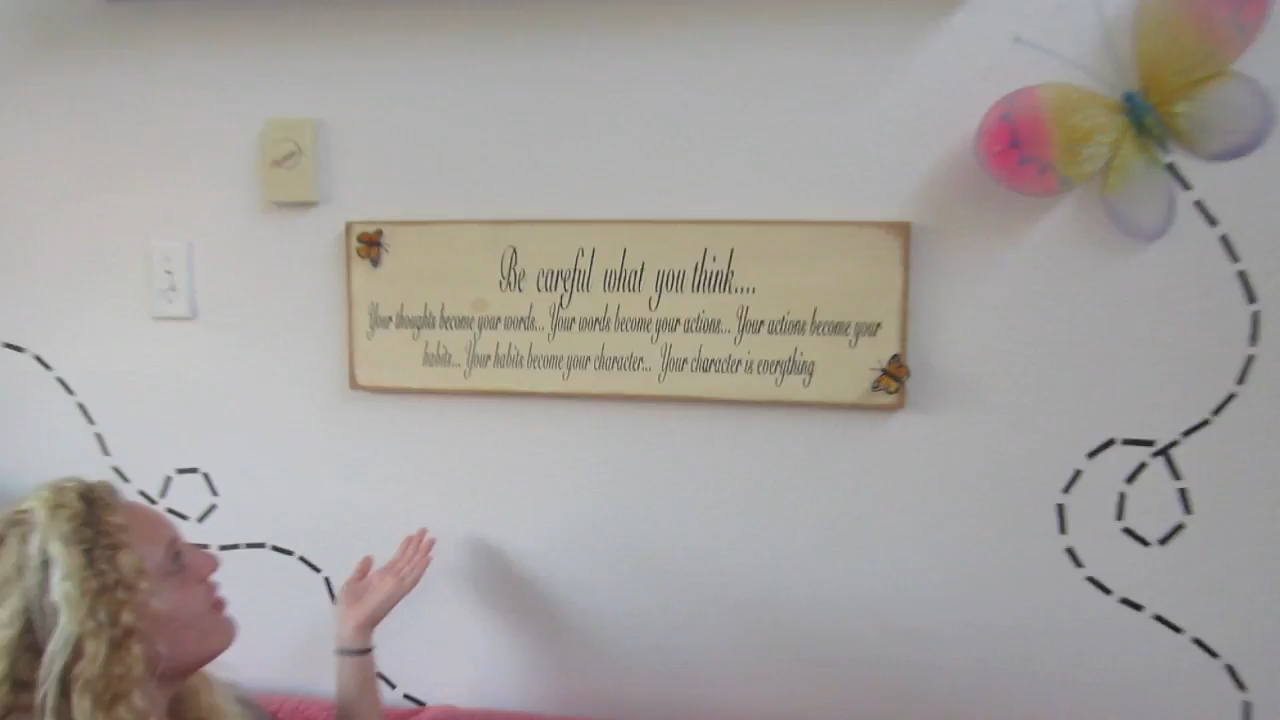 Be careful what you think....
Your thoughts become your words... Your words become your actions... Your actions become your
habits... Your habits become your character... Your character is everything